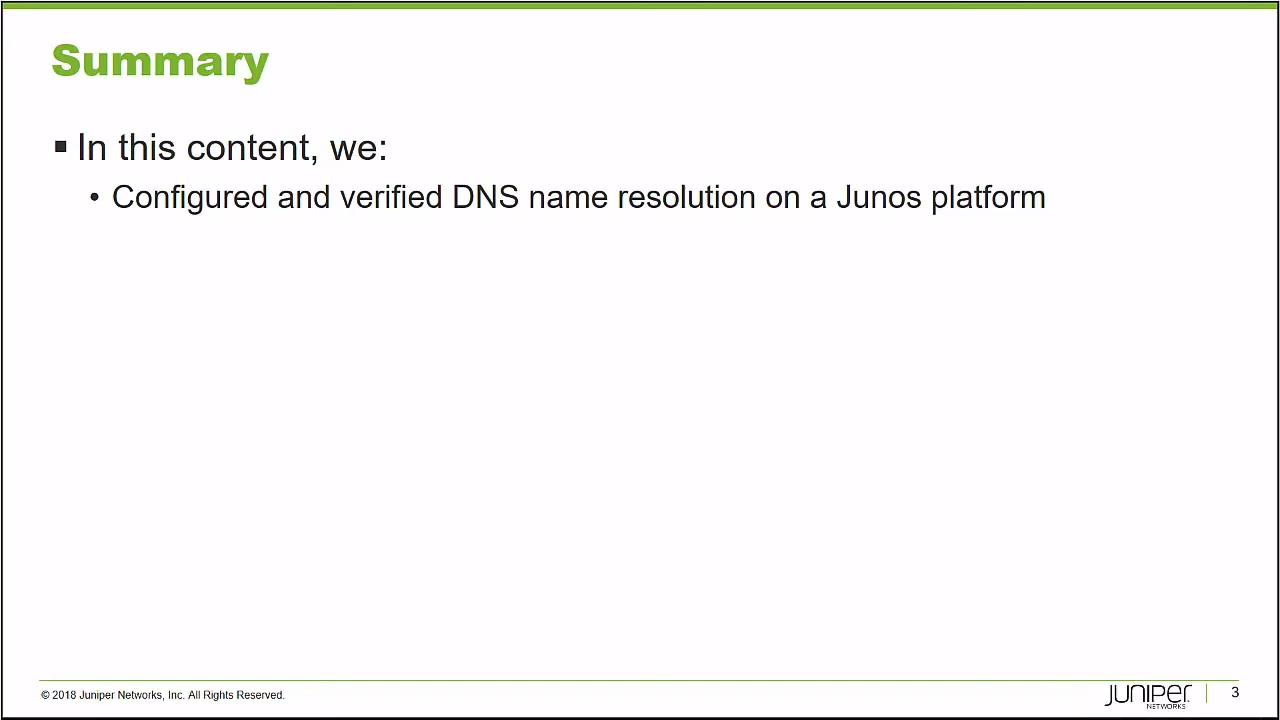 Summary
▪ In this content, we:
• Configured and verified DNS name resolution on a Junos platform
© 2018 Juniper Networks, Inc. All Rights Reserved.
JUNIPER
NETWORKS
3